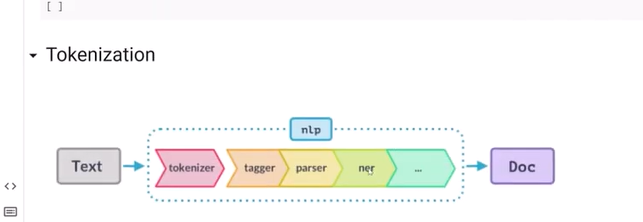 [ ]
Tokenization
nlp
Text
tokenizer
tagger
parser
ner
...
Doc
<>